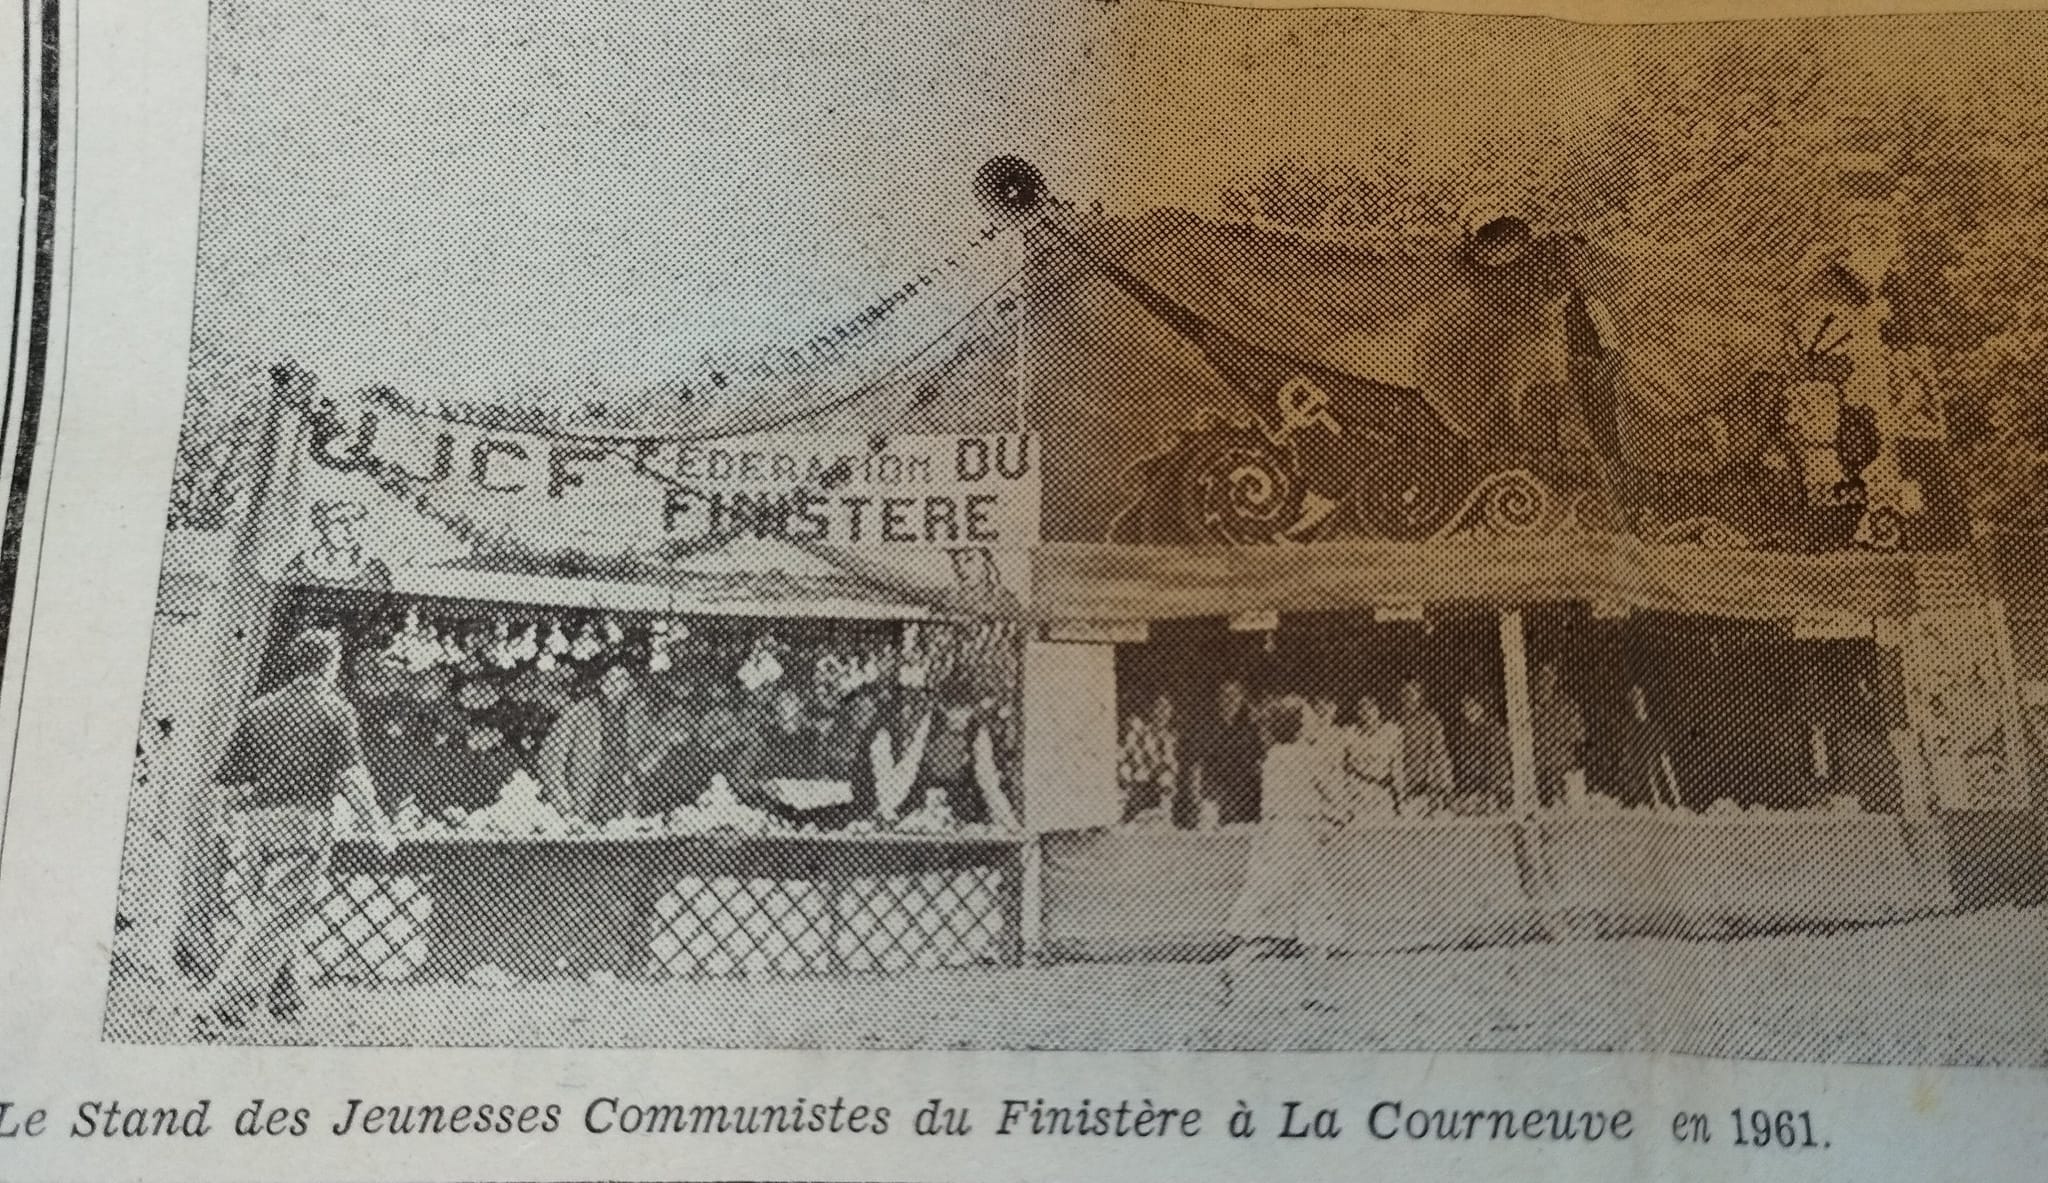 UJCF FEDERATION DU
FINISTERE
Le Stand des Jeunesses Communistes du Finistère à La Courneuve en 1961.